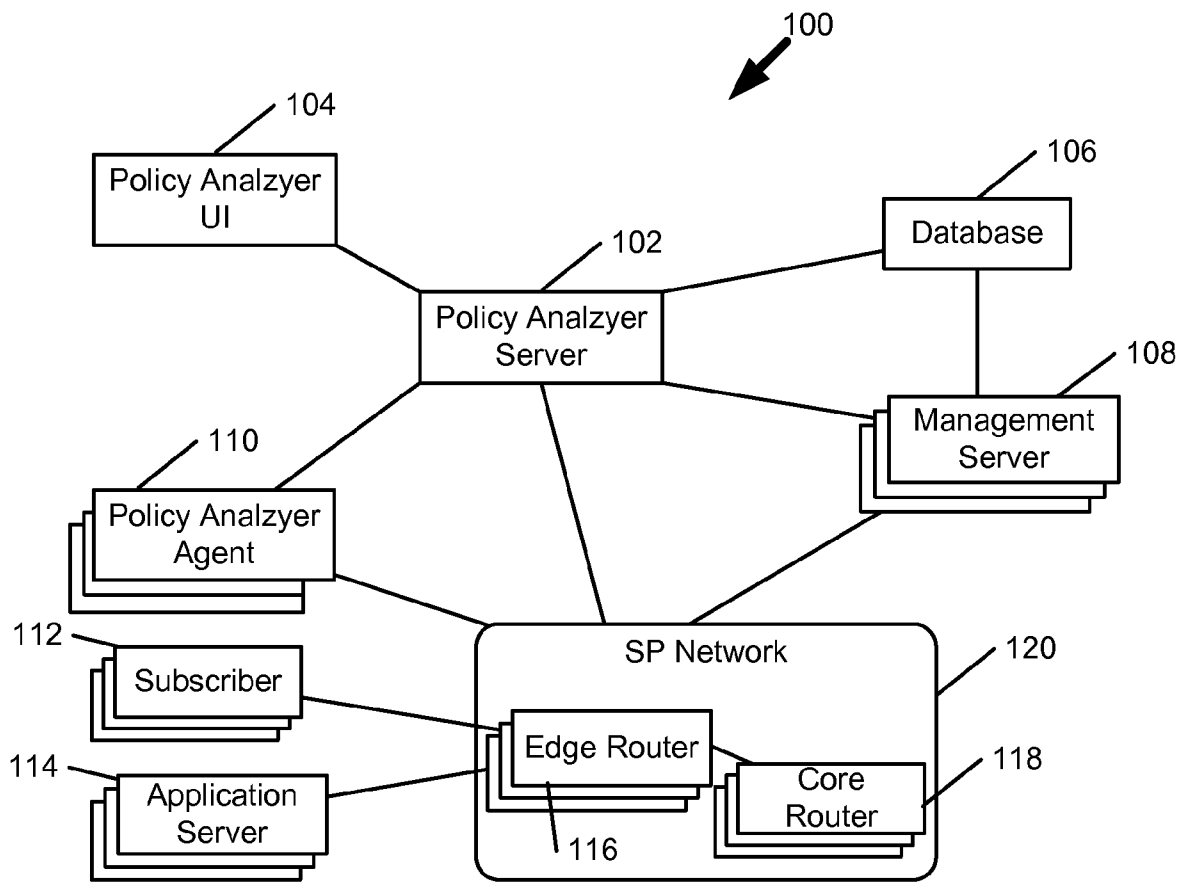 100
104
Policy Analzyer
UI
106
Database
102
Policy Analzyer
Server
108
Management
Server
110
Policy Analzyer
Agent
112
Subscriber
SP Network
120
Edge Router
114
Application
Server
Core
Router
118
116